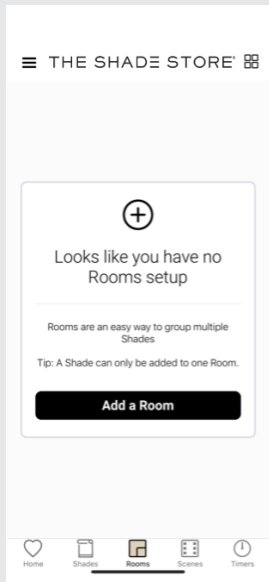 THE SHADE STORE®
Looks like you have no
Rooms setup
Rooms are an easy way to group multiple
Shades
Tip: A Shade can only be added to one Room.
Add a Room
Home Shades Rooms Scenes Timers